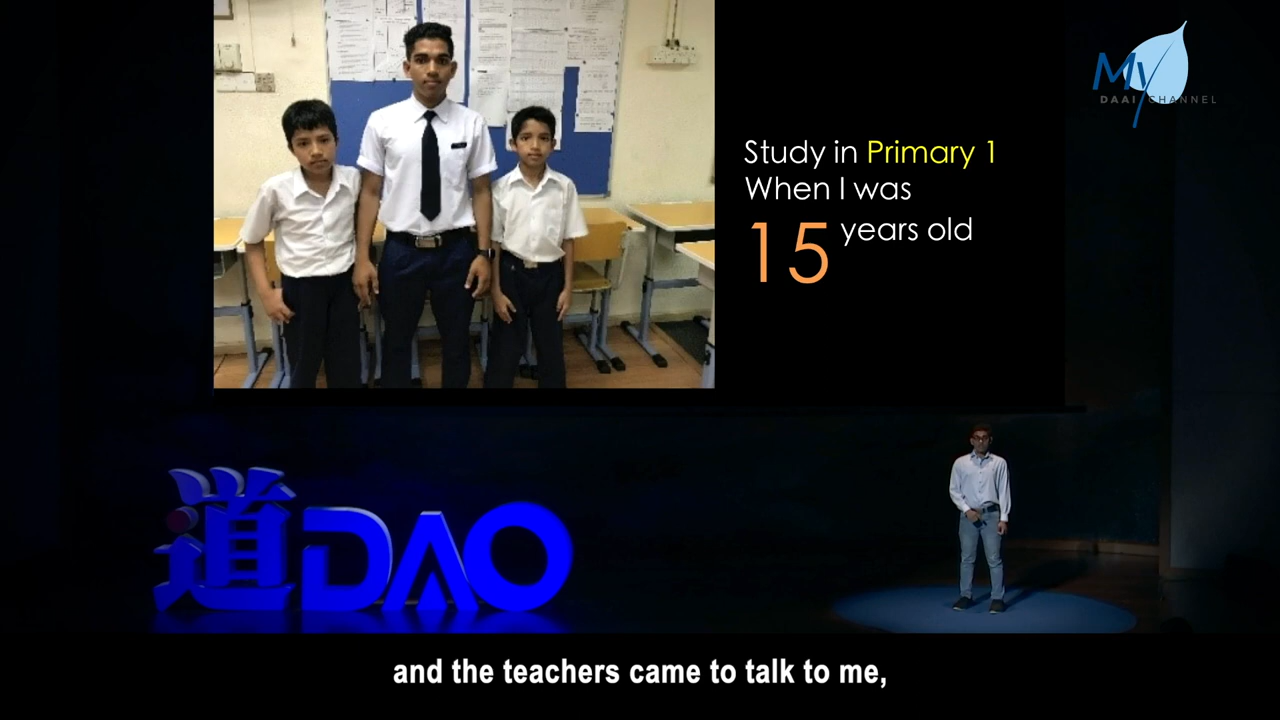 My
DAAI CHANNEL
Study in Primary 1
When I was
15 years old
道DAO
and the teachers came to talk to me,